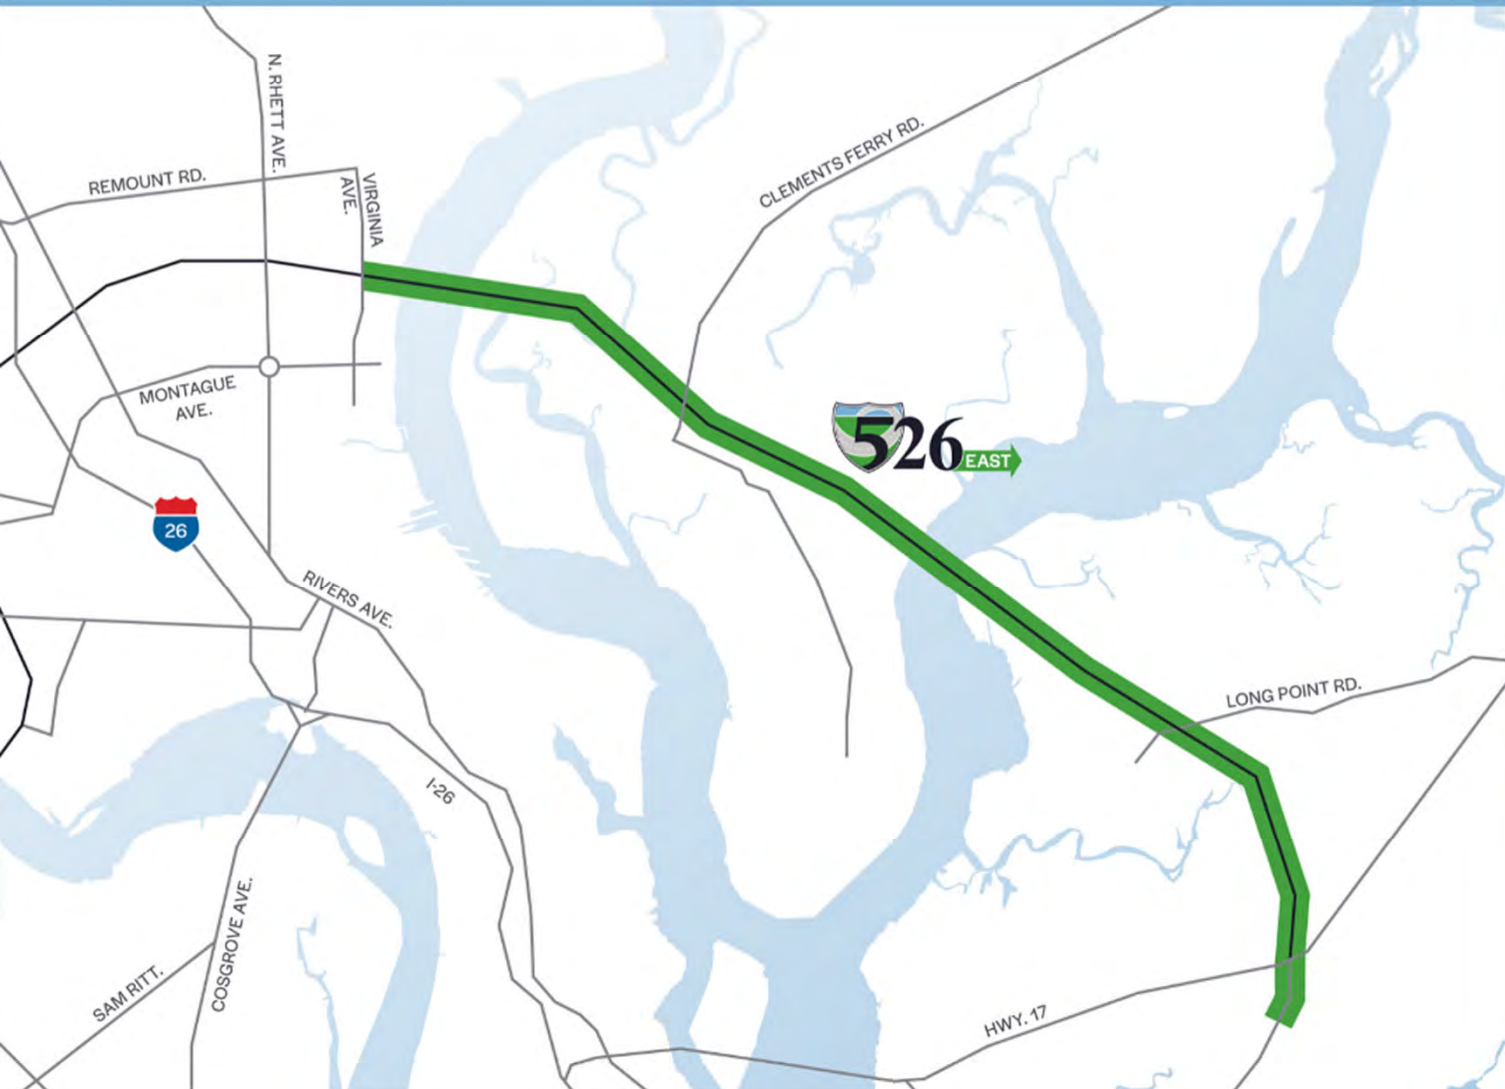 N. RHETT AVE.
REMOUNT RD.
VIRGINIA
AVE.
CLEMENTS FERRY RD.
MONTAGUE
AVE.
526
EAST
26
RIVERS AVE.
LONG POINT RD.
I-26
COSGROVE AVE.
SAM RITT.
HWY. 17